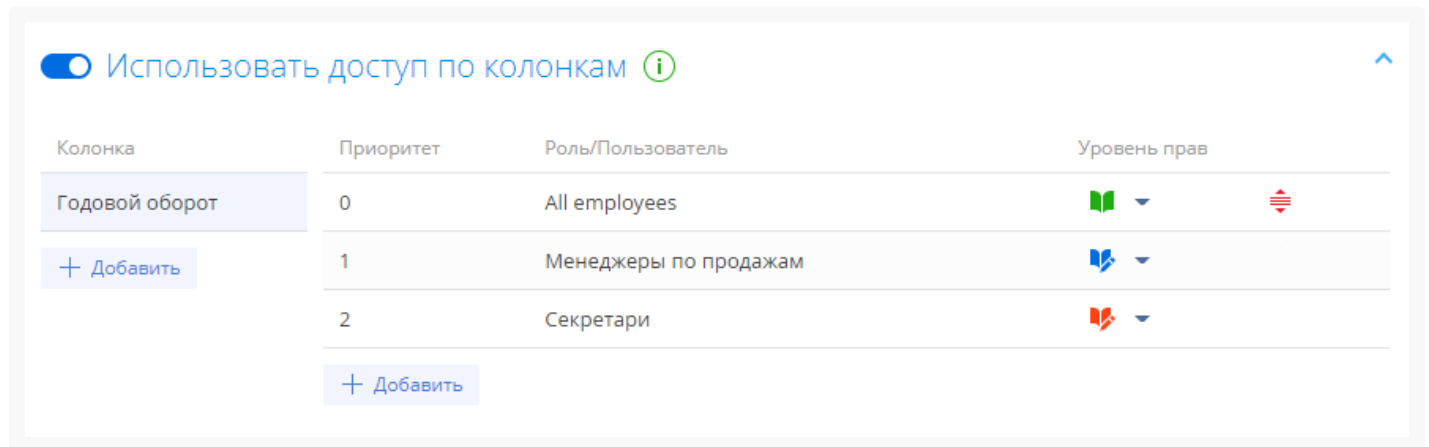 Использовать доступ по колонкам i
Колонка Приоритет Роль/Пользователь Уровень прав
Годовой оборот 0 All employees
+ Добавить 1 Менеджеры по продажам
2 Секретари
+ Добавить